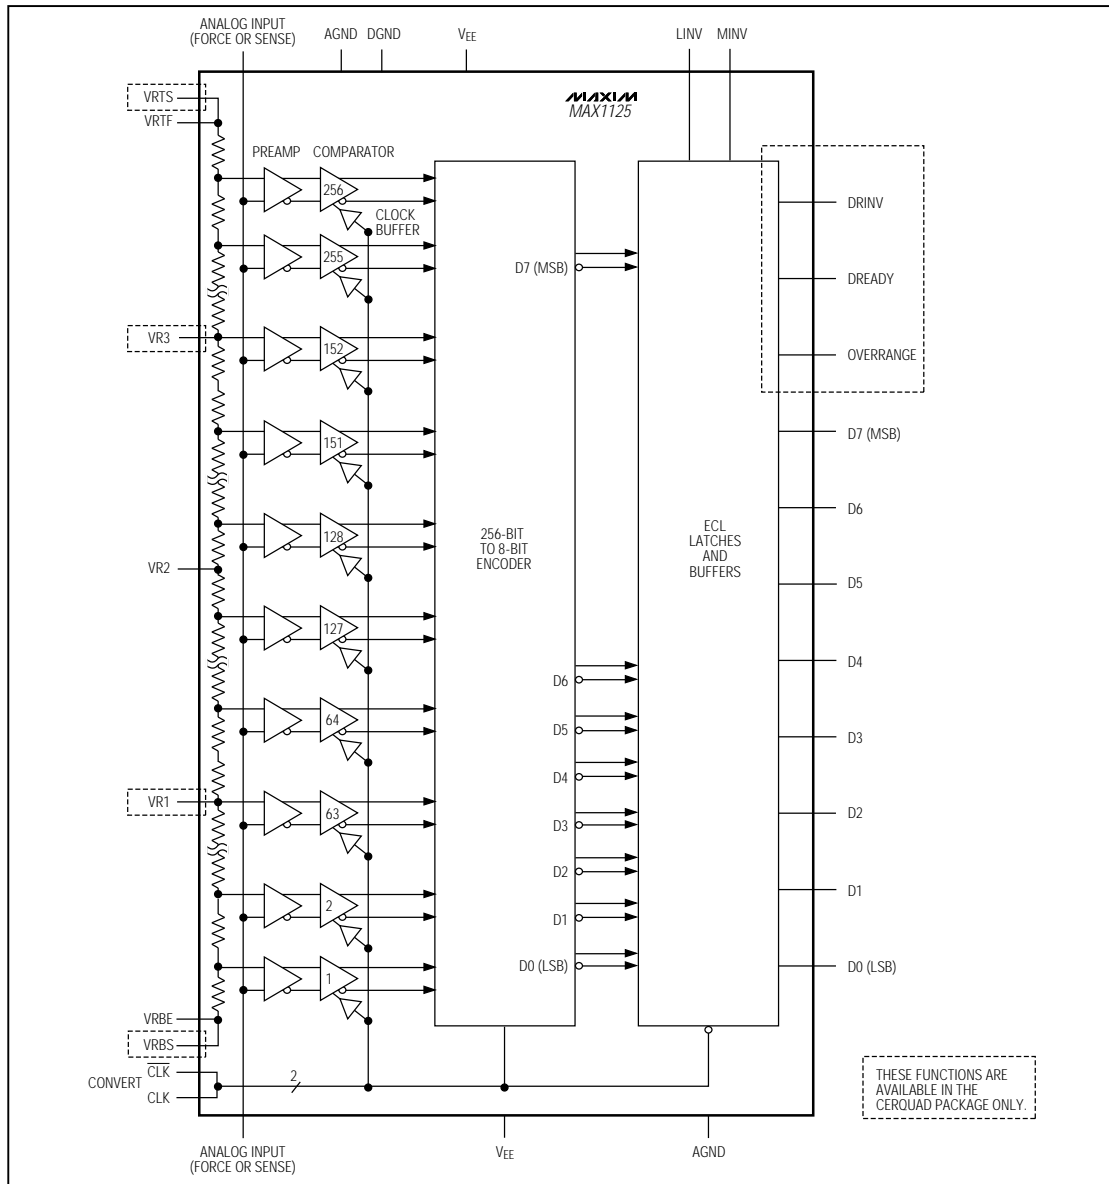 ANALOG INPUT
(FORCE OR SENSE)
AGND
DGND
VEE
LINV
MINV
VRTS
VRTF
MAXIM
MAX1125
PREAMP
COMPARATOR
256
CLOCK
BUFFER
255
D7 (MSB)
DRINV
DREADY
VR3
152
OVERRANGE
151
D7 (MSB)
128
256-BIT
TO 8-BIT
ENCODER
ECL
LATCHES
AND
BUFFERS
D6
VR2
D5
127
D6
D4
64
D5
D3
D4
VR1
63
D3
D2
D2
2
D1
D1
1
D0 (LSB)
D0 (LSB)
VRBE
VRBS
CLK
CONVERT
CLK
2
THESE FUNCTIONS ARE
AVAILABLE IN THE
CERQUAD PACKAGE ONLY.
ANALOG INPUT
(FORCE OR SENSE)
VEE
AGND